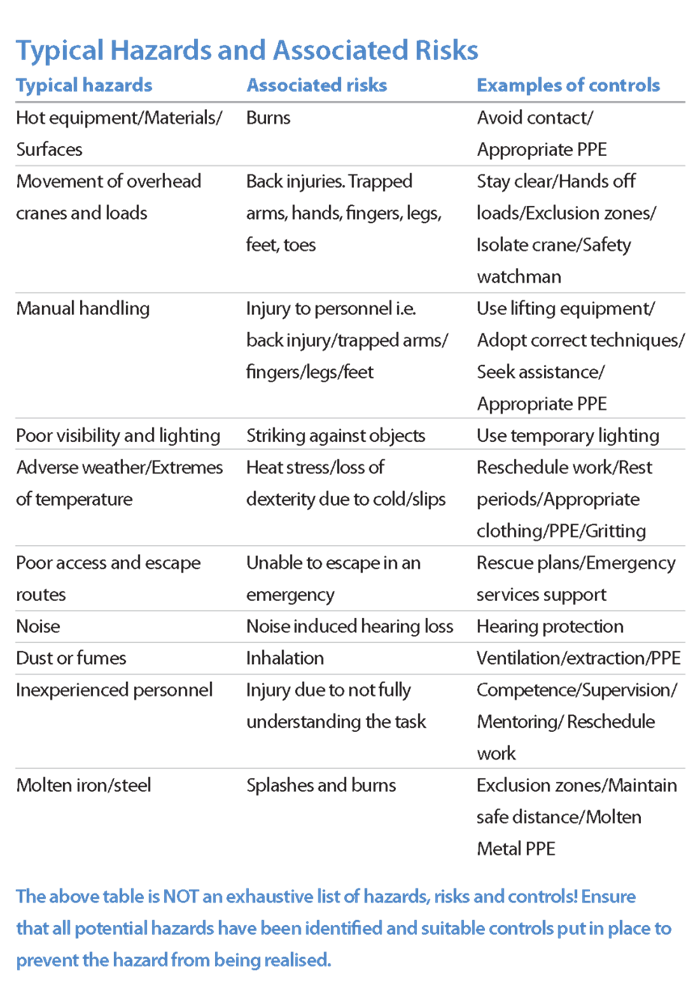 Typical Hazards and Associated Risks
Typical hazards Associated risks Examples of controls
Hot equipment/Materials/ Burns Avoid contact/
Surfaces Appropriate PPE
Movement of overhead Back injuries. Trapped Stay clear/Hands off
cranes and loads arms, hands, fingers, legs, loads/Exclusion zones/
feet, toes Isolate crane/Safety
watchman
Manual handling Injury to personnel i.e. Use lifting equipment/
back injury/trapped arms/ Adopt correct techniques/
fingers/legs/feet Seek assistance/
Appropriate PPE
Poor visibility and lighting Striking against objects Use temporary lighting
Adverse weather/Extremes Heat stress/loss of Reschedule work/Rest
of temperature dexterity due to cold/slips periods/Appropriate
clothing/PPE/Gritting
Poor access and escape Unable to escape in an Rescue plans/Emergency
routes emergency services support
Noise Noise induced hearing loss Hearing protection
Dust or fumes Inhalation Ventilation/extraction/PPE
Inexperienced personnel Injury due to not fully Competence/Supervision/
understanding the task Mentoring/ Reschedule
work
Molten iron/steel Splashes and burns Exclusion zones/Maintain
safe distance/Molten
Metal PPE
The above table is NOT an exhaustive list of hazards, risks and controls! Ensure
that all potential hazards have been identified and suitable controls put in place to
prevent the hazard from being realised.